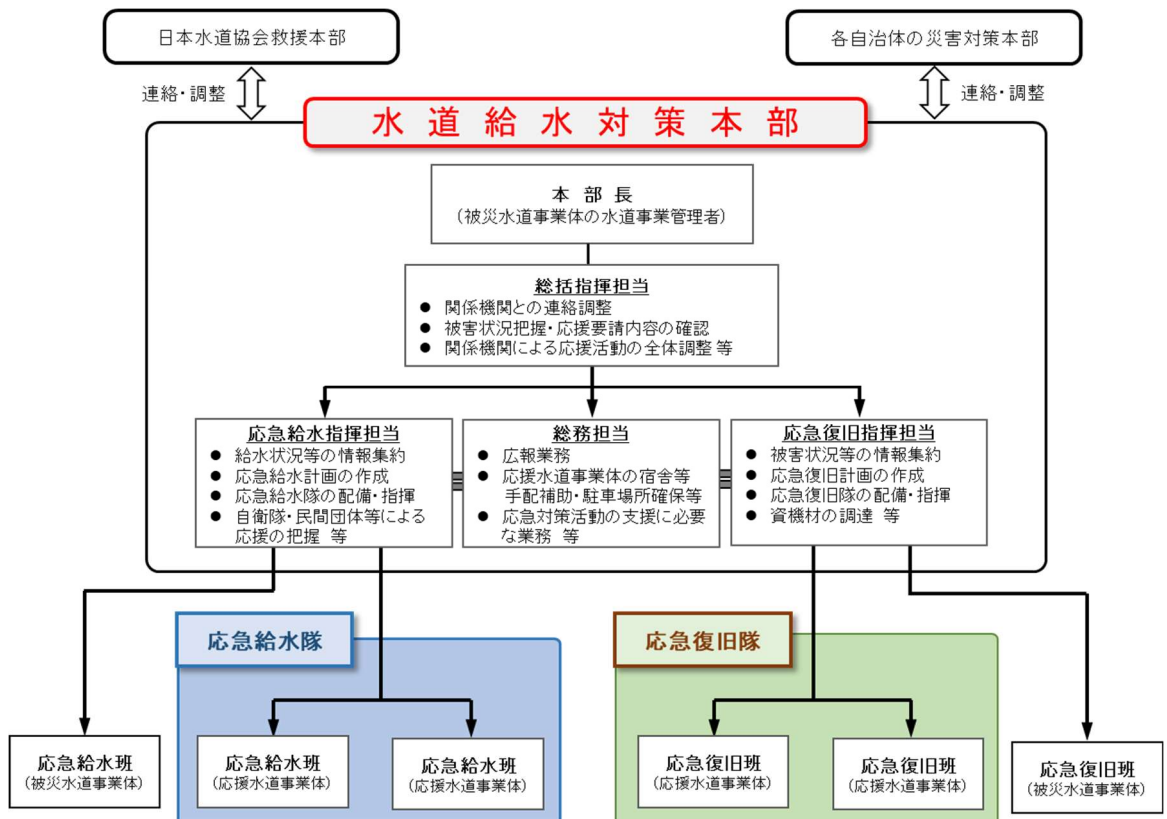 日本水道協会救援本部
各自治体の災害対策本部
連絡・調整
連絡・調整
水道給水対策本部
本部長
(被災水道事業体の水道事業管理者)
総括指揮担当
● 関係機関との連絡調整
● 被害状況把握・応援要請内容の確認
● 関係機関による応援活動の全体調整 等
応急給水指揮担当
● 給水状況等の情報集約
● 応急給水計画の作成
● 応急給水隊の配備・指揮
● 自衛隊・民間団体等による
応援の把握 等
総務担当
● 広報業務
● 応援水道事業体の宿舎等
手配補助・駐車場所確保等
● 応急対策活動の支援に必要
な業務 等
応急復旧指揮担当
● 被害状況等の情報集約
● 応急復旧計画の作成
● 応急復旧隊の配備・指揮
● 資機材の調達 等
応急給水隊
応急復旧隊
応急給水班
(被災水道事業体)
応急給水班
(応援水道事業体)
応急給水班
(応援水道事業体)
応急復旧班
(応援水道事業体)
応急復旧班
(応援水道事業体)
応急復旧班
(被災水道事業体)